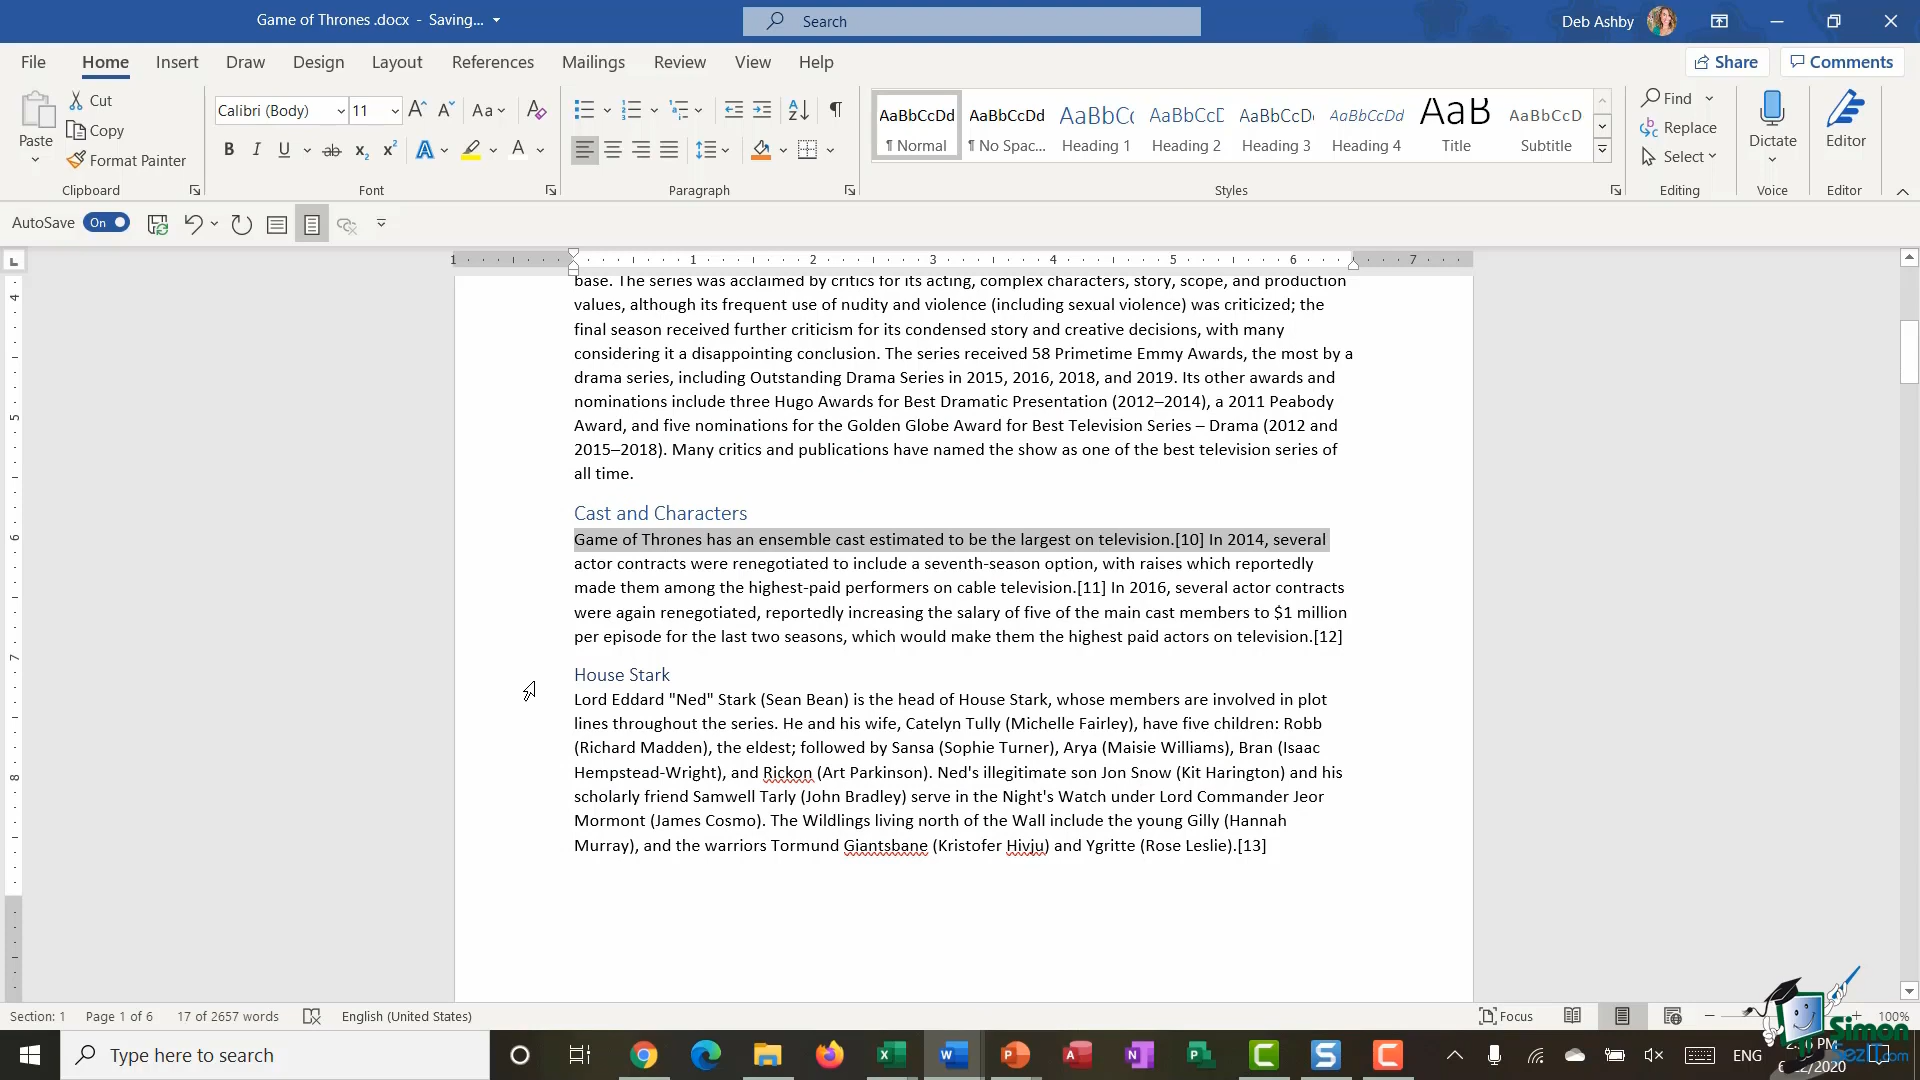 Game of Thrones .docx - Saving...
Search
Deb Ashby
File Home Insert Draw Design Layout References Mailings Review View Help
Share Comments
Paste
Cut
Copy
Format Painter
Clipboard
Calibri (Body) 11
Aa
B I U ab x₂ x² A A
Font
Paragraph
AaBbCcDd
¶ Normal
AaBbCcDd
¶ No Spac...
AaBbCc
Heading 1
AaBbCcD
Heading 2
AaBbCcDd
Heading 3
AaBbCcDd
Heading 4
AaB
Title
AaBbCcD
Subtitle
Styles
Find
Replace
Select
Editing
Dictate
Voice
Editor
Editor
AutoSave On
1 1 2 3 4 5 6 7
4
5
6
7
8
base. The series was acclaimed by critics for its acting, complex characters, story, scope, and production
values, although its frequent use of nudity and violence (including sexual violence) was criticized; the
final season received further criticism for its condensed story and creative decisions, with many
considering it a disappointing conclusion. The series received 58 Primetime Emmy Awards, the most by a
drama series, including Outstanding Drama Series in 2015, 2016, 2018, and 2019. Its other awards and
nominations include three Hugo Awards for Best Dramatic Presentation (2012–2014), a 2011 Peabody
Award, and five nominations for the Golden Globe Award for Best Television Series – Drama (2012 and
2015–2018). Many critics and publications have named the show as one of the best television series of
all time.
Cast and Characters
Game of Thrones has an ensemble cast estimated to be the largest on television.[10] In 2014, several
actor contracts were renegotiated to include a seventh-season option, with raises which reportedly
made them among the highest-paid performers on cable television.[11] In 2016, several actor contracts
were again renegotiated, reportedly increasing the salary of five of the main cast members to $1 million
per episode for the last two seasons, which would make them the highest paid actors on television.[12]
House Stark
Lord Eddard "Ned" Stark (Sean Bean) is the head of House Stark, whose members are involved in plot
lines throughout the series. He and his wife, Catelyn Tully (Michelle Fairley), have five children: Robb
(Richard Madden), the eldest; followed by Sansa (Sophie Turner), Arya (Maisie Williams), Bran (Isaac
Hempstead-Wright), and Rickon (Art Parkinson). Ned's illegitimate son Jon Snow (Kit Harington) and his
scholarly friend Samwell Tarly (John Bradley) serve in the Night's Watch under Lord Commander Jeor
Mormont (James Cosmo). The Wildlings living north of the Wall include the young Gilly (Hannah
Murray), and the warriors Tormund Giantsbane (Kristofer Hivju) and Ygritte (Rose Leslie).[13]
Section: 1 Page 1 of 6 17 of 2657 words English (United States)
Focus
100%
Type here to search
ENG
Simon
SezIT.com